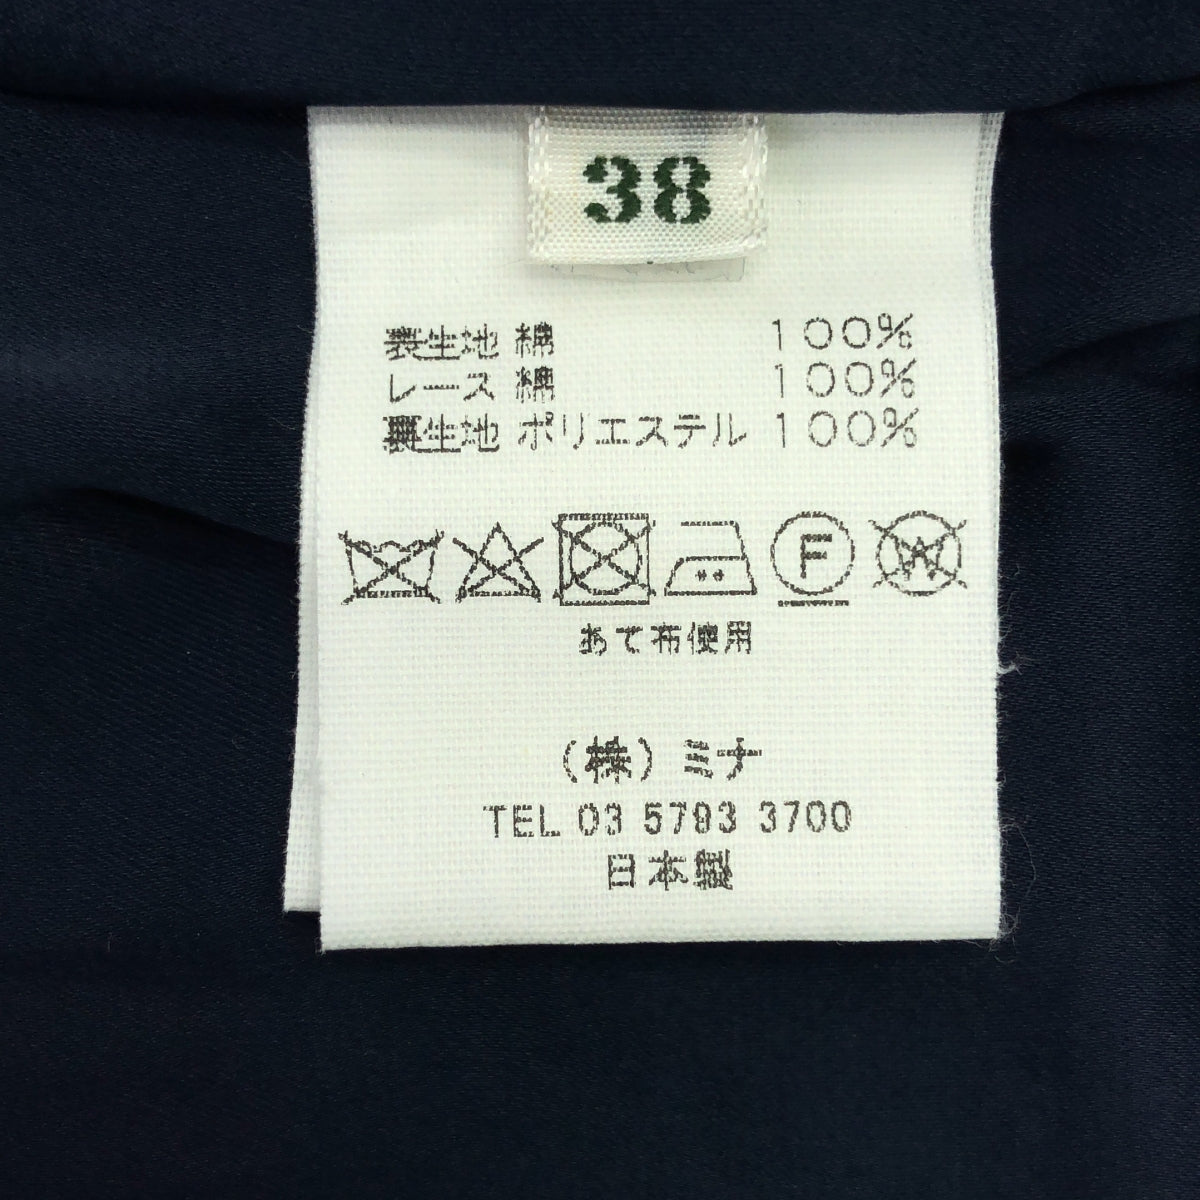 38
表生地 綿 100%
レース 綿 100%
裏生地 ポリエステル 100%
F W
あて布使用
(株) ミナ
TEL 03 5793 3700
日本製